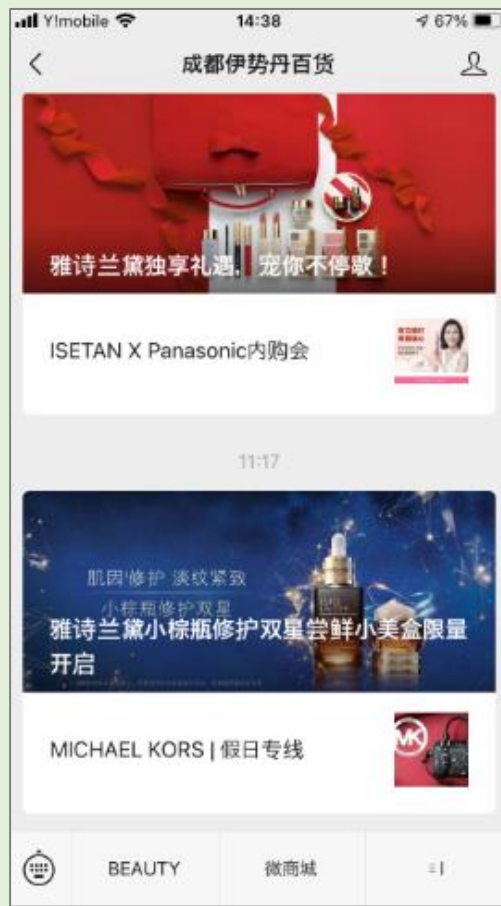 Y!mobile
14:38
67%
成都伊势丹百货
雅诗兰黛独享礼遇，宠你不停歇！
ISETAN X Panasonic内购会
11:17
肌因修护 淡纹紧致
小棕瓶修护双星
雅诗兰黛小棕瓶修护双星尝鲜小美盒限量
开启
MICHAEL KORS | 假日专线
MK
BEAUTY
微商城